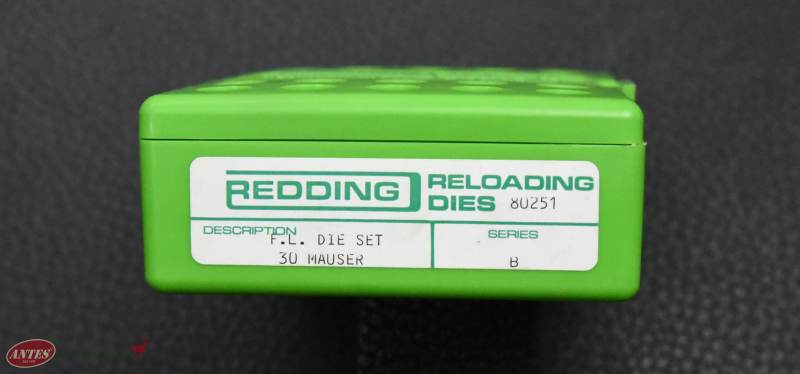 REDDING RELOADING
DIES 80251
DESCRIPTION SERIES
F.L. DIE SET
30 MAUSER B
ANTES